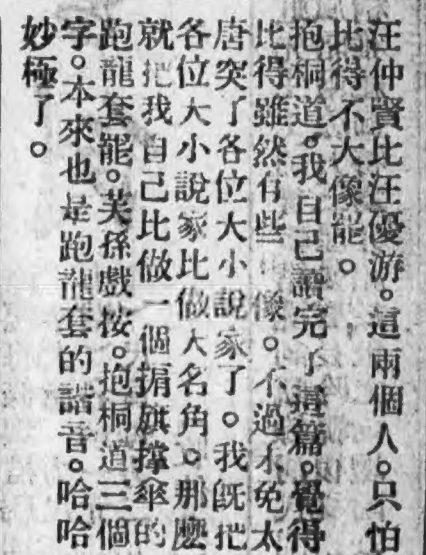 汪仲賢比汪優游。這兩個人。只怕
比得不大像罷。
抱桐道。我自己讀完了這篇。覺得
比得雖然有些像。不過未免太
唐突了各位大小說家了。我旣把
各位大小說家比做大名角。那麽
就把我自己比做一個掮旗撑傘的
跑龍套罷。芙孫戲按。抱桐道三個
字。本來也是跑龍套的諧音。哈哈
妙極了。